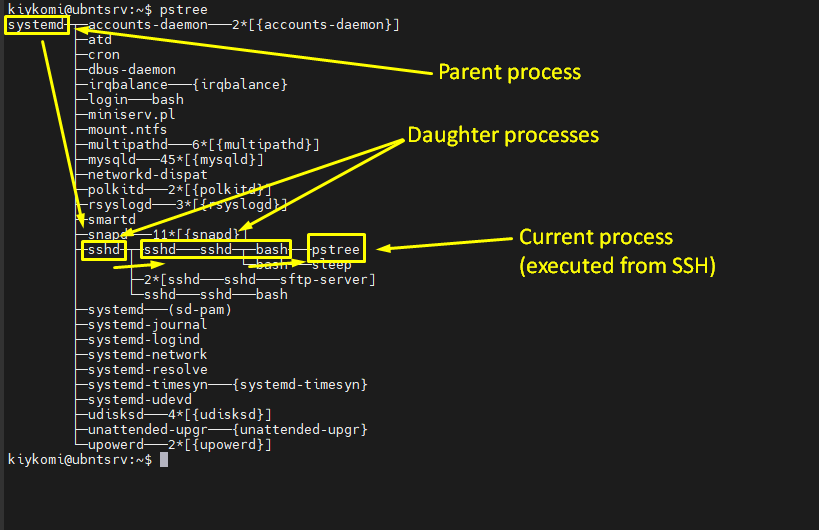 kiykomi@ubntsrv:~$ pstree
systemd─┬─accounts-daemon───2*[{accounts-daemon}]
├─atd
├─cron
├─dbus-daemon
├─irqbalance───{irqbalance}
Parent process
├─login───bash
├─miniserv.pl
├─mount.ntfs
Daughter processes
├─multipathd───6*[{multipathd}]
├─mysqld───45*[{mysqld}]
├─networkd-dispat
├─polkitd───2*[{polkitd}]
├─rsyslogd───3*[{rsyslogd}]
├─smartd
├─snapd───11*[{snapd}]
├─sshd─┬─sshd───sshd─┬─bash───pstree
Current process
│ └─bash───sleep
(executed from SSH)
├─2*[sshd───sshd───sftp-server]
└─sshd───sshd───bash
├─systemd───(sd-pam)
├─systemd-journal
├─systemd-logind
├─systemd-network
├─systemd-resolve
├─systemd-timesyn───{systemd-timesyn}
├─systemd-udevd
├─udisksd───4*[{udisksd}]
├─unattended-upgr───{unattended-upgr}
└─upowerd───2*[{upowerd}]
kiykomi@ubntsrv:~$